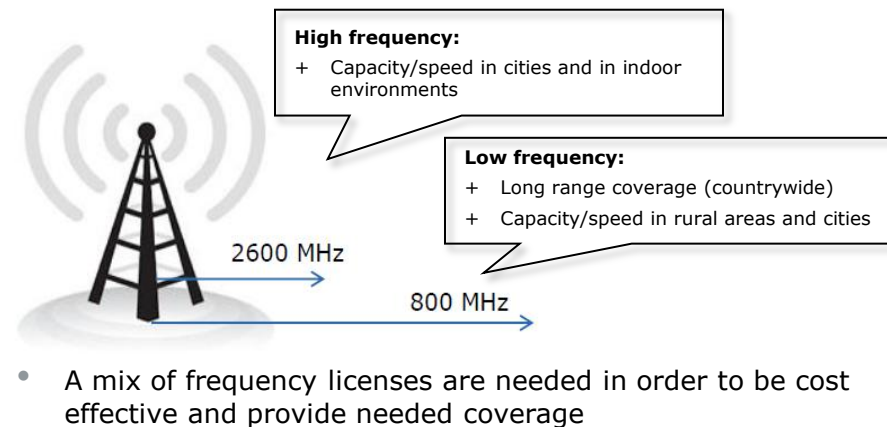 High frequency:
+ Capacity/speed in cities and in indoor
environments
Low frequency:
+ Long range coverage (countrywide)
+ Capacity/speed in rural areas and cities
2600 MHz
800 MHz
• A mix of frequency licenses are needed in order to be cost
effective and provide needed coverage